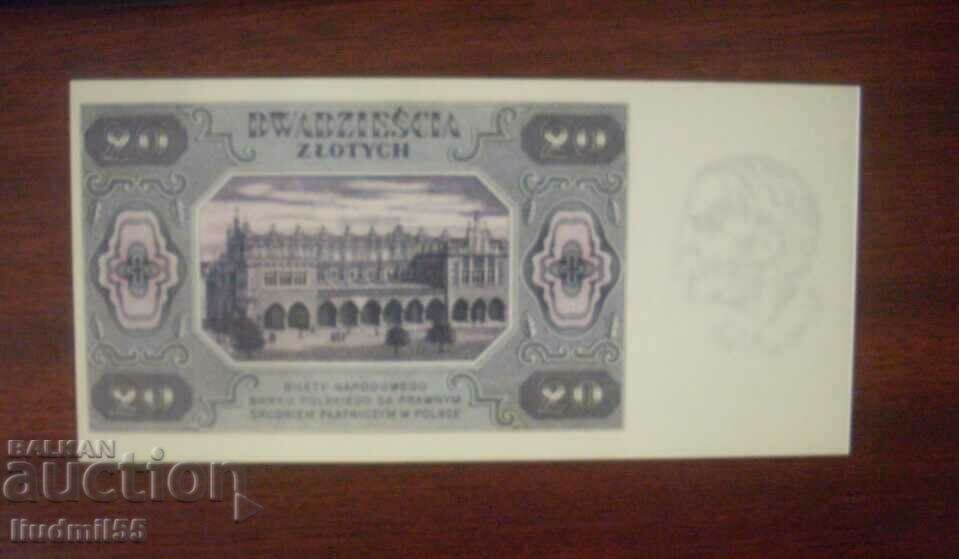 20 DWADZIEŚCIA 20
ZŁOTYCH
20 BILETY NARODOWEGO 20
BANKU POLSKIEGO SĄ PRAWNYM
ŚRODKIEM PŁATNICZYM W POLSCE
BALKAN
auction
liudmil55